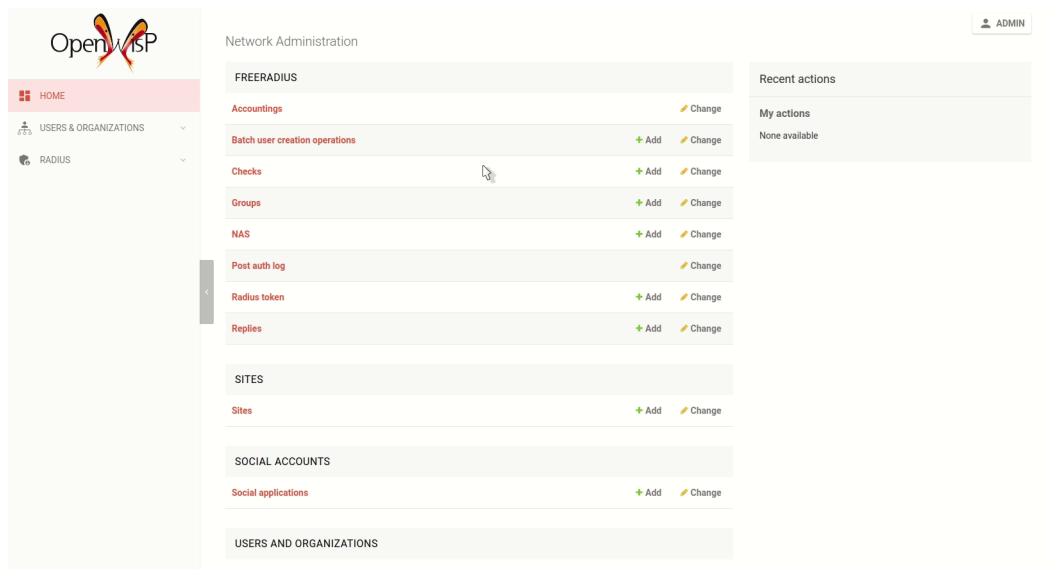 OpenWISP
ADMIN
HOME
USERS & ORGANIZATIONS
RADIUS
Network Administration
FREERADIUS
Accountings Change
Batch user creation operations Add Change
Checks Add Change
Groups Add Change
NAS Add Change
Post auth log Change
Radius token Add Change
Replies Add Change
SITES
Sites Add Change
SOCIAL ACCOUNTS
Social applications Add Change
USERS AND ORGANIZATIONS
Recent actions
My actions
None available